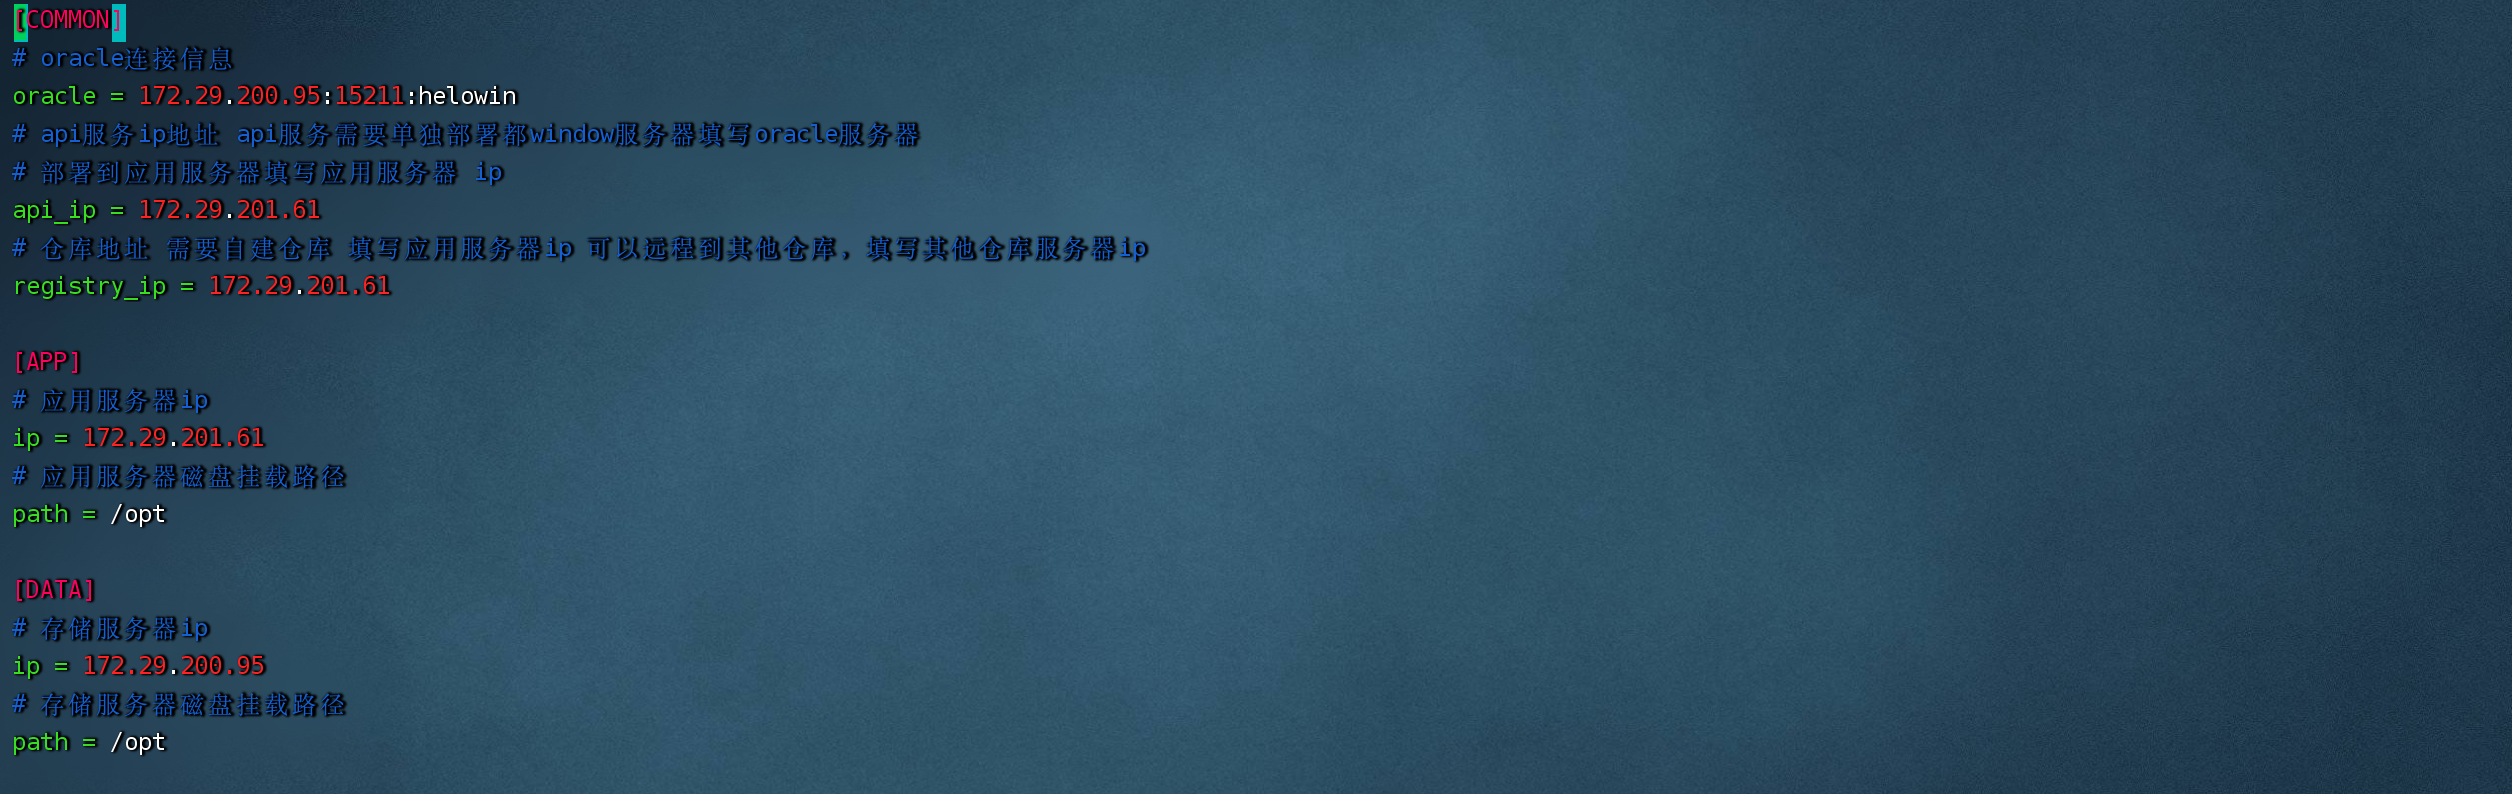 [COMMON]
# oracle连接信息
oracle = 172.29.200.95:15211:helowin
# api服务ip地址 api服务需要单独部署都window服务器填写oracle服务器
# 部署到应用服务器填写应用服务器 ip
api_ip = 172.29.201.61
# 仓库地址 需要自建仓库 填写应用服务器ip 可以远程到其他仓库，填写其他仓库服务器ip
registry_ip = 172.29.201.61
[APP]
# 应用服务器ip
ip = 172.29.201.61
# 应用服务器磁盘挂载路径
path = /opt
[DATA]
# 存储服务器ip
ip = 172.29.200.95
# 存储服务器磁盘挂载路径
path = /opt